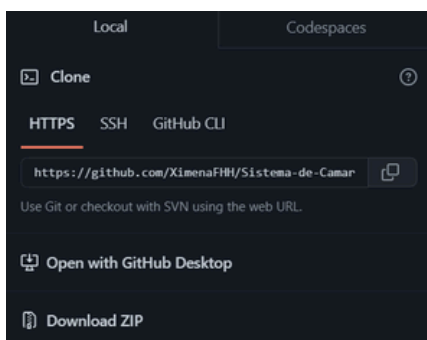 Local Codespaces
Clone
HTTPS SSH GitHub CLI
https://github.com/XimenaFHH/Sistema-de-Camar
Use Git or checkout with SVN using the web URL.
Open with GitHub Desktop
Download ZIP